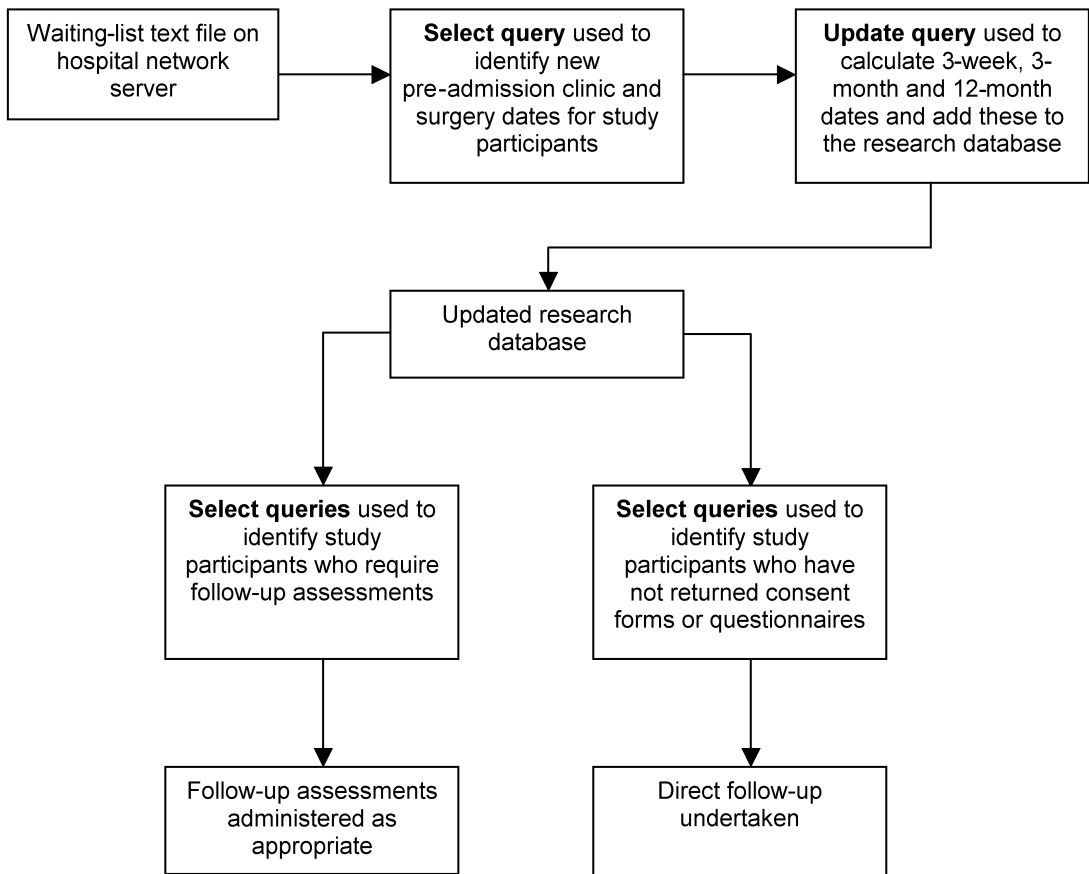 Waiting-list text file on
hospital network
server
Select query used to
identify new
pre-admission clinic and
surgery dates for study
participants
Update query used to
calculate 3-week, 3-
month and 12-month
dates and add these to
the research database
Updated research
database
Select queries used to
identify study
participants who require
follow-up assessments
Select queries used to
identify study
participants who have
not returned consent
forms or questionnaires
Follow-up assessments
administered as
appropriate
Direct follow-up
undertaken